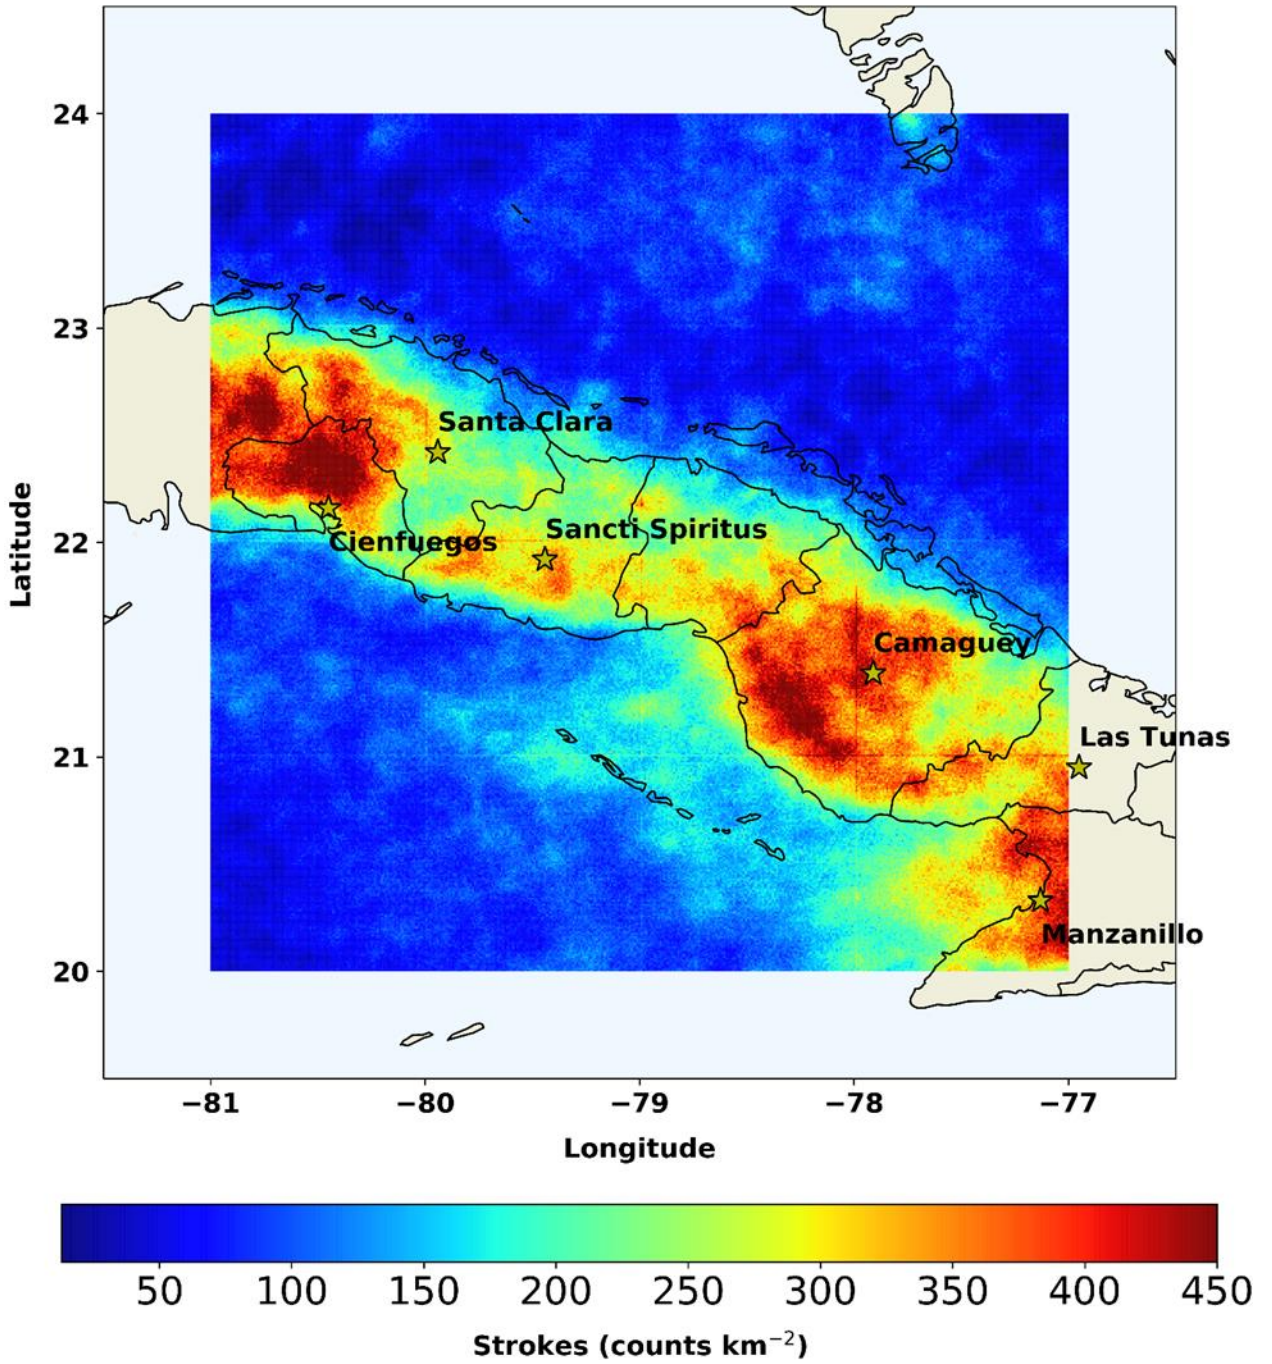 24
23
22
21
20
Latitude
Santa Clara
Sancti Spiritus
Cienfuegos
Camaguey
Las Tunas
Manzanillo
−81 −80 −79 −78 −77
Longitude
50 100 150 200 250 300 350 400 450
Strokes (counts km⁻²)